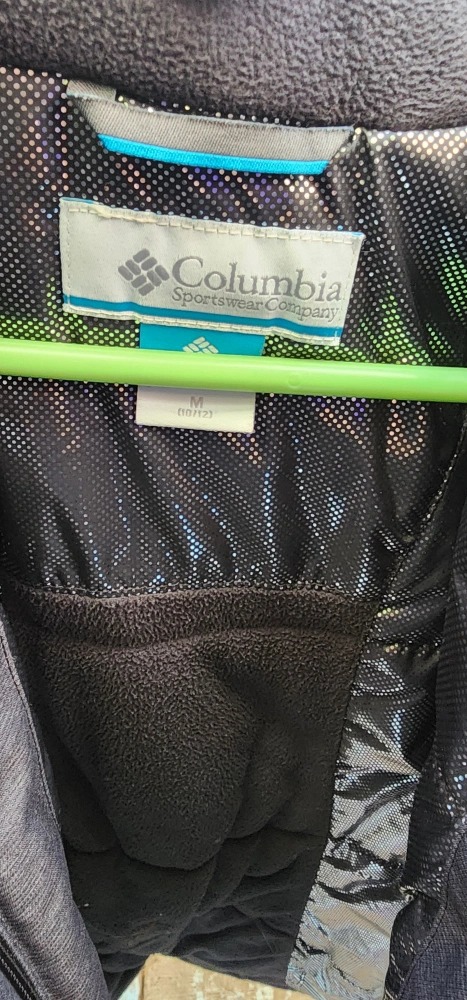 Columbia
Sportswear Company
M
(10/12)